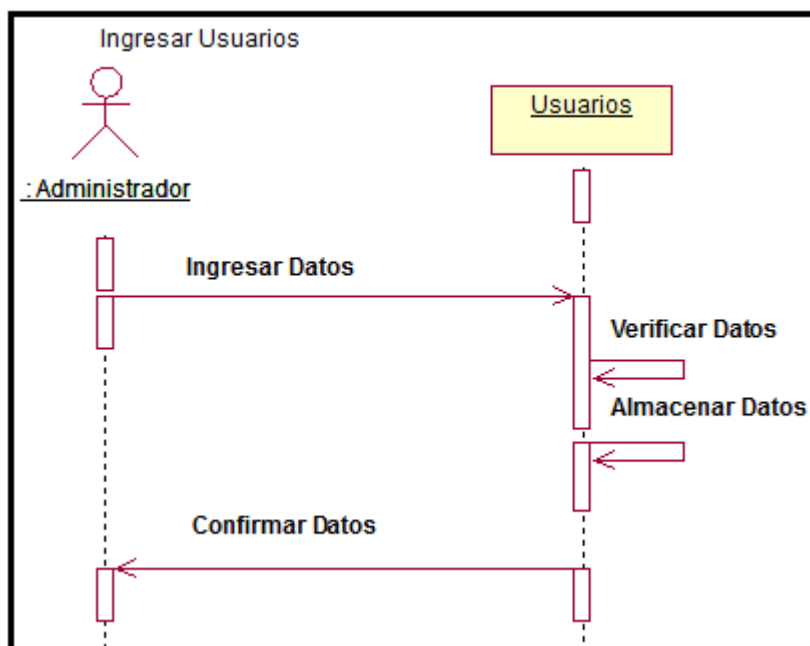 Ingresar Usuarios
Usuarios
: Administrador
Ingresar Datos
Verificar Datos
Almacenar Datos
Confirmar Datos